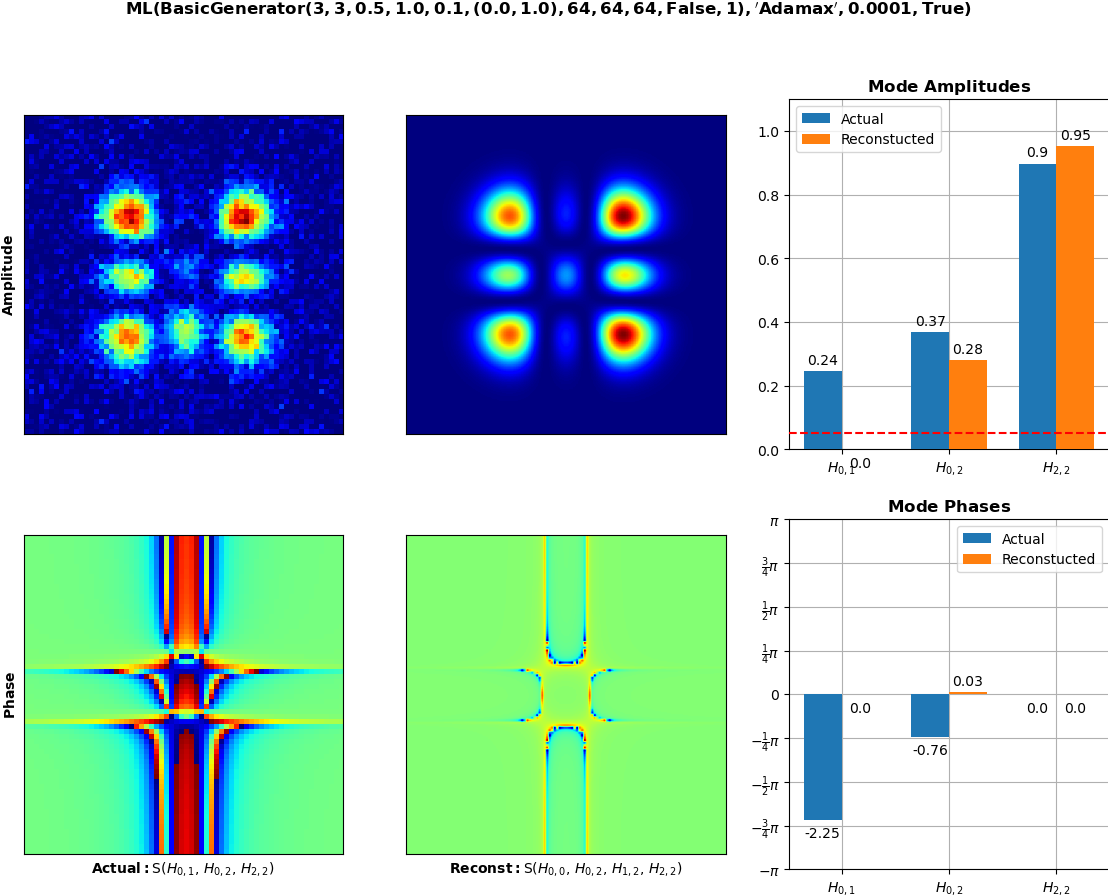 ML(BasicGenerator(3, 3, 0.5, 1.0, 0.1, (0.0, 1.0), 64, 64, 64, False, 1), ′Adamax′, 0.0001, True)
Amplitude
Mode Amplitudes
Actual
Reconstucted
1.0
0.8
0.6
0.4
0.2
0.0
0.24
0.0
0.37
0.28
0.9
0.95
H0,1
H0,2
H2,2
Phase
Actual: S(H0,1, H0,2, H2,2)
Reconst: S(H0,0, H0,2, H1,2, H2,2)
Mode Phases
Actual
Reconstucted
π
3/4π
1/2π
1/4π
0
−1/4π
−1/2π
−3/4π
−π
-2.25
0.0
-0.76
0.03
0.0
0.0
H0,1
H0,2
H2,2